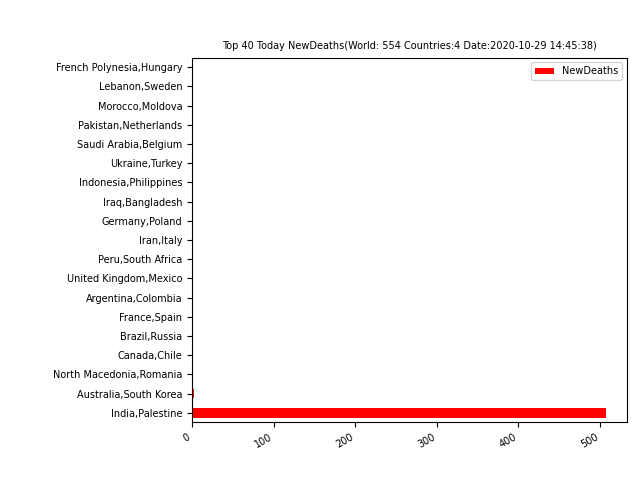 Top 40 Today NewDeaths(World: 554 Countries:4 Date:2020-10-29 14:45:38)
NewDeaths
French Polynesia,Hungary
Lebanon,Sweden
Morocco,Moldova
Pakistan,Netherlands
Saudi Arabia,Belgium
Ukraine,Turkey
Indonesia,Philippines
Iraq,Bangladesh
Germany,Poland
Iran,Italy
Peru,South Africa
United Kingdom,Mexico
Argentina,Colombia
France,Spain
Brazil,Russia
Canada,Chile
North Macedonia,Romania
Australia,South Korea
India,Palestine
0 100 200 300 400 500